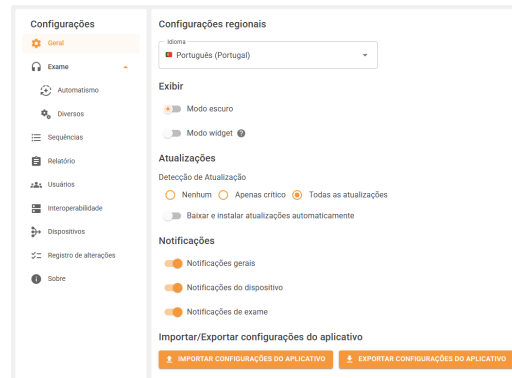 Configurações
Geral
Exame
Automatismo
Diversos
Sequências
Relatório
Usuários
Interoperabilidade
Dispositivos
Registro de alterações
Sobre
Configurações regionais
Idioma
Português (Portugal)
Exibir
Modo escuro
Modo widget
Atualizações
Detecção de Atualização
Nenhum Apenas crítico Todas as atualizações
Baixar e instalar atualizações automaticamente
Notificações
Notificações gerais
Notificações do dispositivo
Notificações de exame
Importar/Exportar configurações do aplicativo
IMPORTAR CONFIGURAÇÕES DO APLICATIVO EXPORTAR CONFIGURAÇÕES DO APLICATIVO